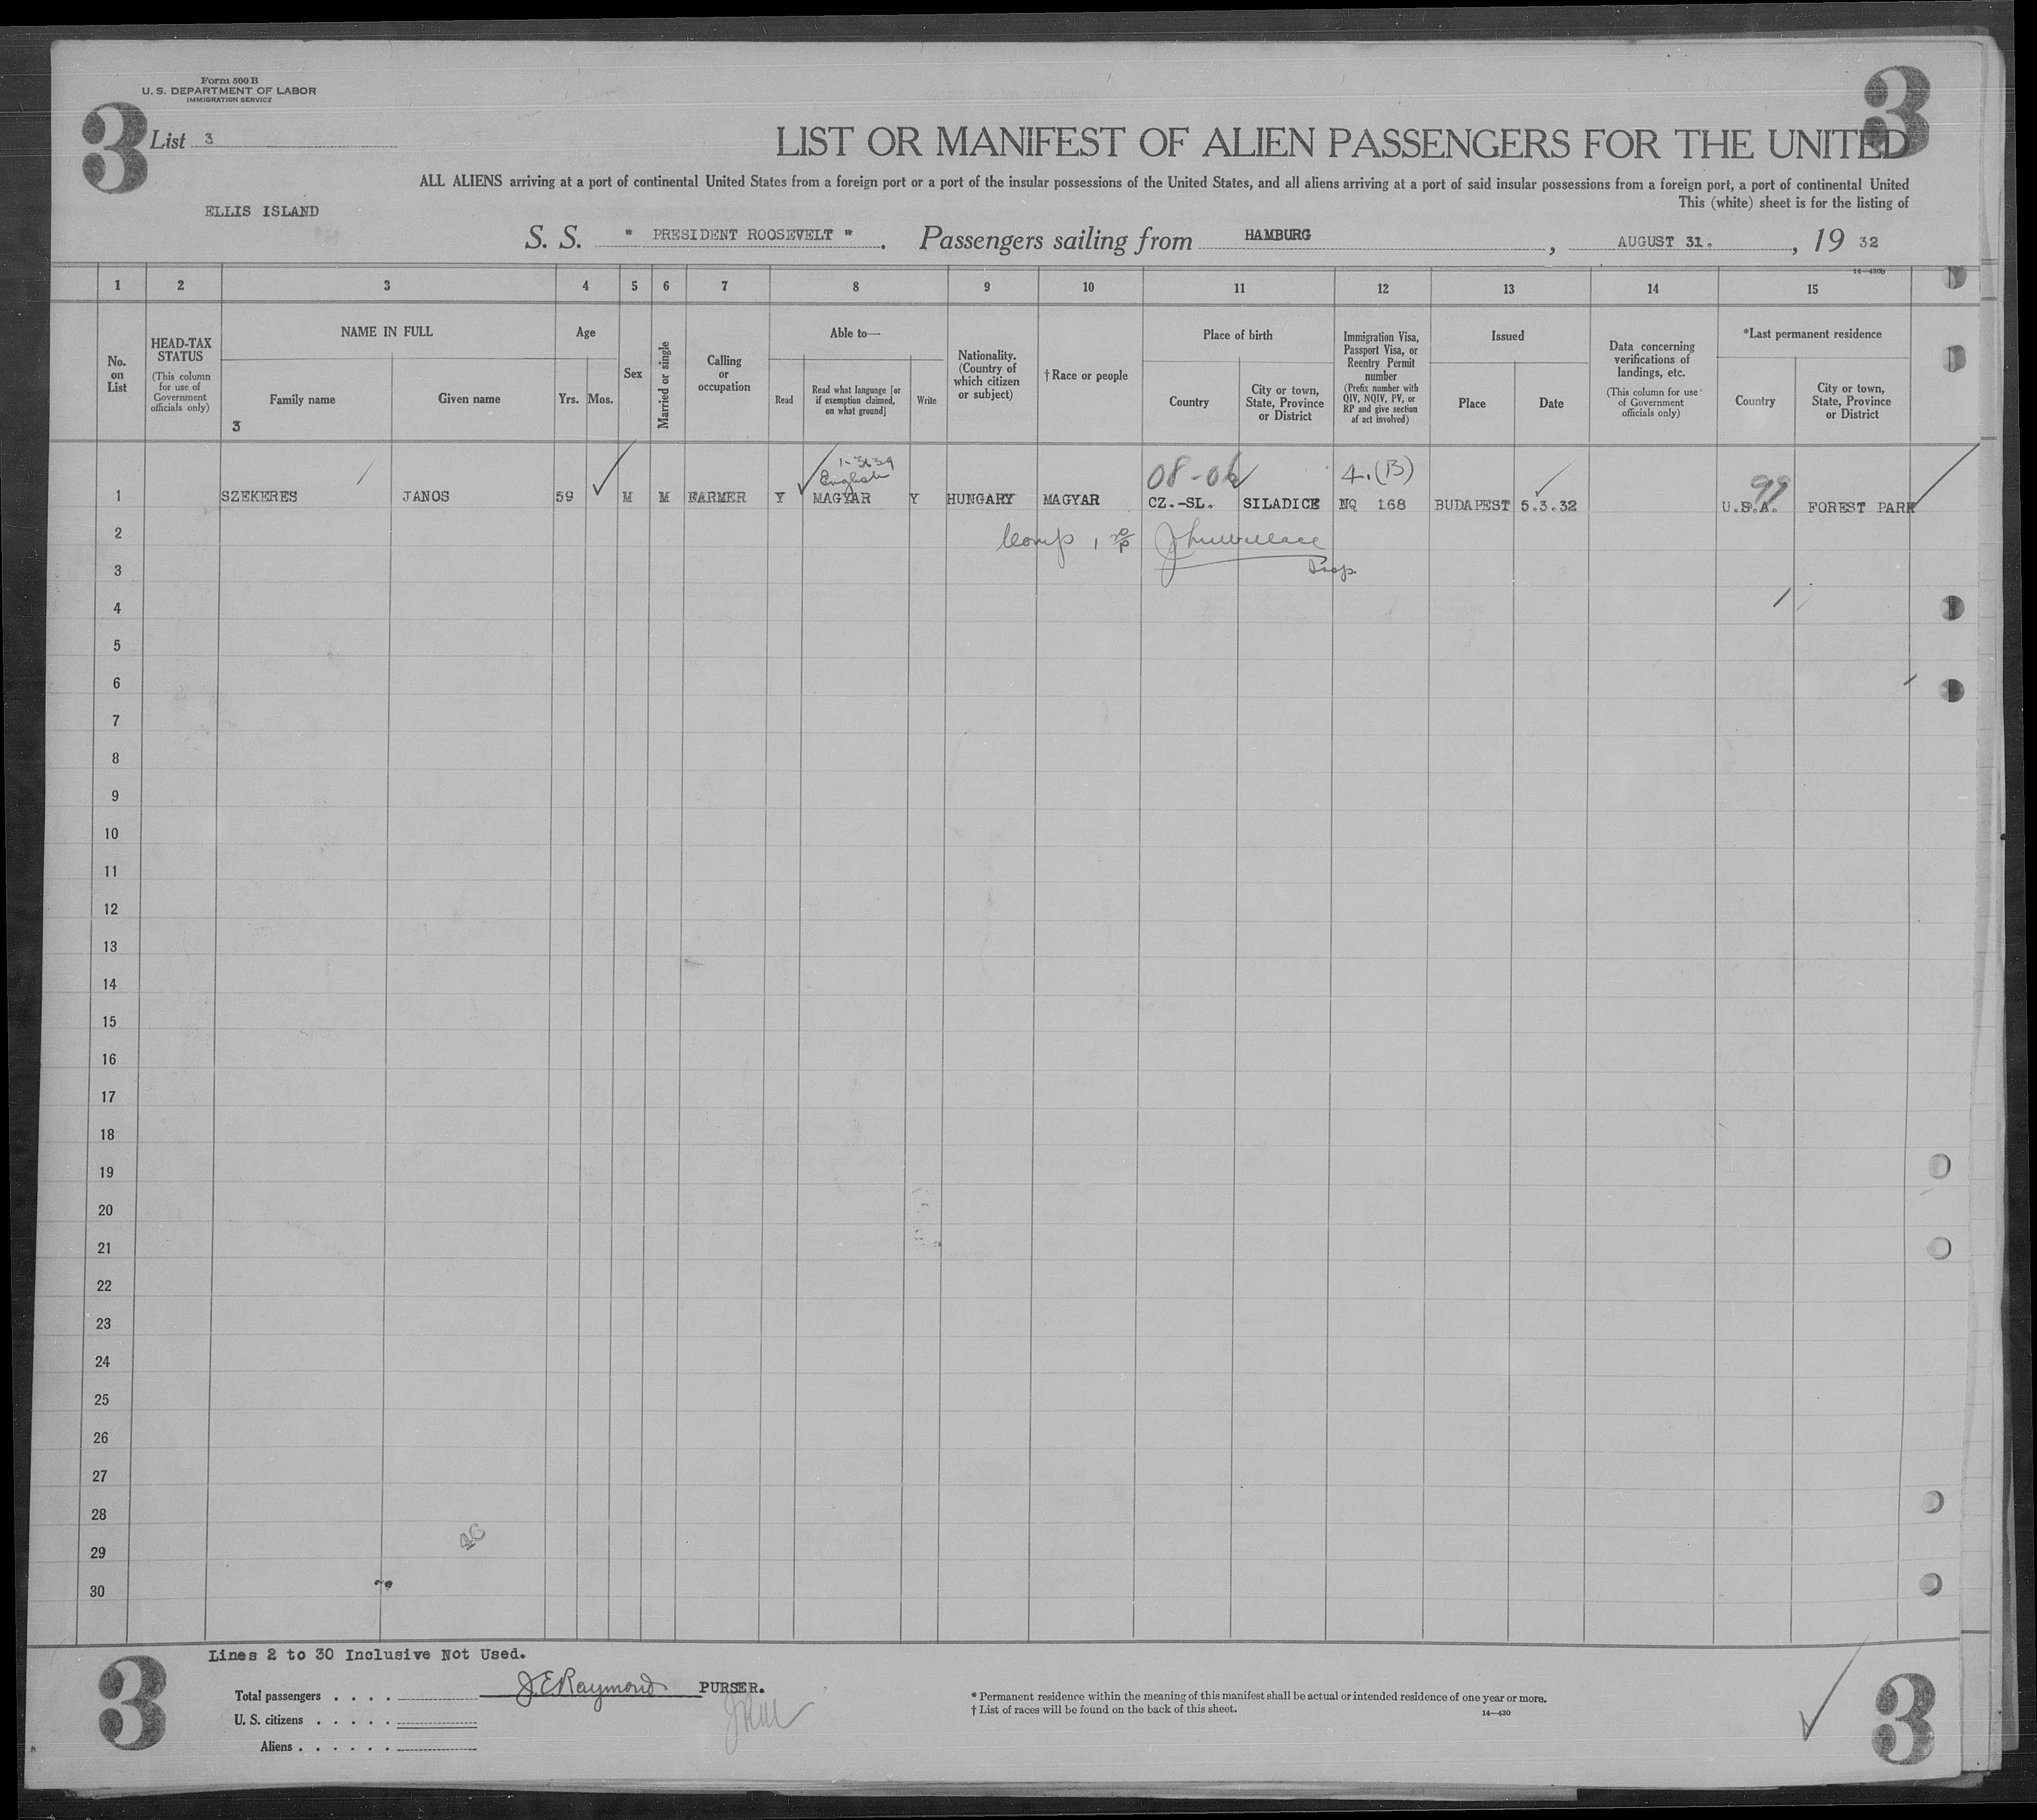 Form 500 B
U. S. DEPARTMENT OF LABOR
IMMIGRATION SERVICE
3
3
List 3
LIST OR MANIFEST OF ALIEN PASSENGERS FOR THE UNITED
ALL ALIENS arriving at a port of continental United States from a foreign port or a port of the insular possessions of the United States, and all aliens arriving at a port of said insular possessions from a foreign port, a port of continental United
This (white) sheet is for the listing of
ELLIS ISLAND
S. S. " PRESIDENT ROOSEVELT ". Passengers sailing from HAMBURG, AUGUST 31., 19 32
14—430b
1 2 3 4 5 6 7 8 9 10 11 12 13 14 15
No. on List
HEAD-TAX STATUS (This column for use of Government officials only)
NAME IN FULL
Family name
Given name
3
Age
Yrs. Mos.
Sex
Married or single
Calling or occupation
Able to—
Read
Read what language [or if exemption claimed, on what ground]
Write
Nationality. (Country of which citizen or subject)
† Race or people
Place of birth
Country
City or town, State, Province or District
Immigration Visa, Passport Visa, or Reentry Permit number (Prefix number with QIV, NQIV, PV, or RP and give section of act involved)
Issued
Place
Date
Data concerning verifications of landings, etc. (This column for use of Government officials only)
*Last permanent residence
Country
City or town, State, Province or District
English
08-06
4.(B)
99
1 SZEKERES JANOS 59 M M FARMER Y MAGYAR Y HUNGARY MAGYAR CZ.-SL. SILADICE NQ 168 BUDAPEST 5.3.32 U.S.A. FOREST PARK
2
3
Insp.
4
5
6
7
8
9
10
11
12
13
14
15
16
17
18
19
20
21
22
23
24
25
26
27
28
29
30
Lines 2 to 30 Inclusive Not Used.
3
Total passengers . . . .
J.E. Raymond PURSER.
U. S. citizens . . . . .
Aliens . . . . . .
* Permanent residence within the meaning of this manifest shall be actual or intended residence of one year or more.
† List of races will be found on the back of this sheet.
14—430
3